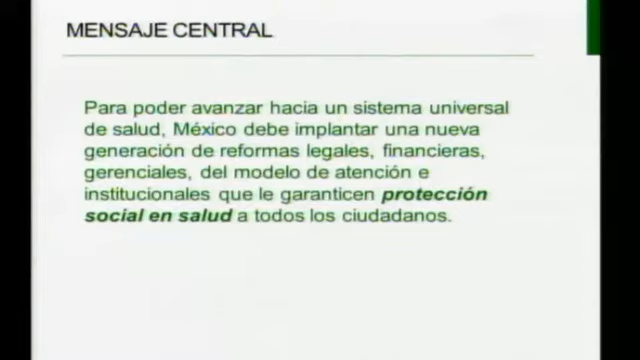 MENSAJE CENTRAL
Para poder avanzar hacia un sistema universal
de salud, México debe implantar una nueva
generación de reformas legales, financieras,
gerenciales, del modelo de atención e
institucionales que le garanticen protección
social en salud a todos los ciudadanos.